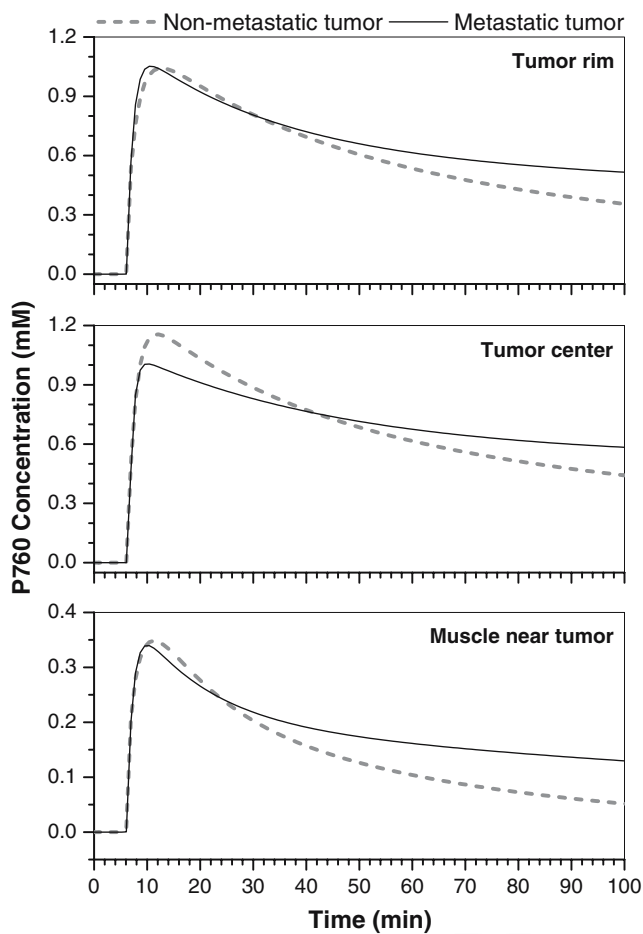 Non-metastatic tumor Metastatic tumor
1.2
Tumor rim
0.9
0.6
0.3
0.0
1.2
Tumor center
0.9
0.6
0.3
0.0
P760 Concentration (mM)
0.4
Muscle near tumor
0.3
0.2
0.1
0.0
0 10 20 30 40 50 60 70 80 90 100
Time (min)